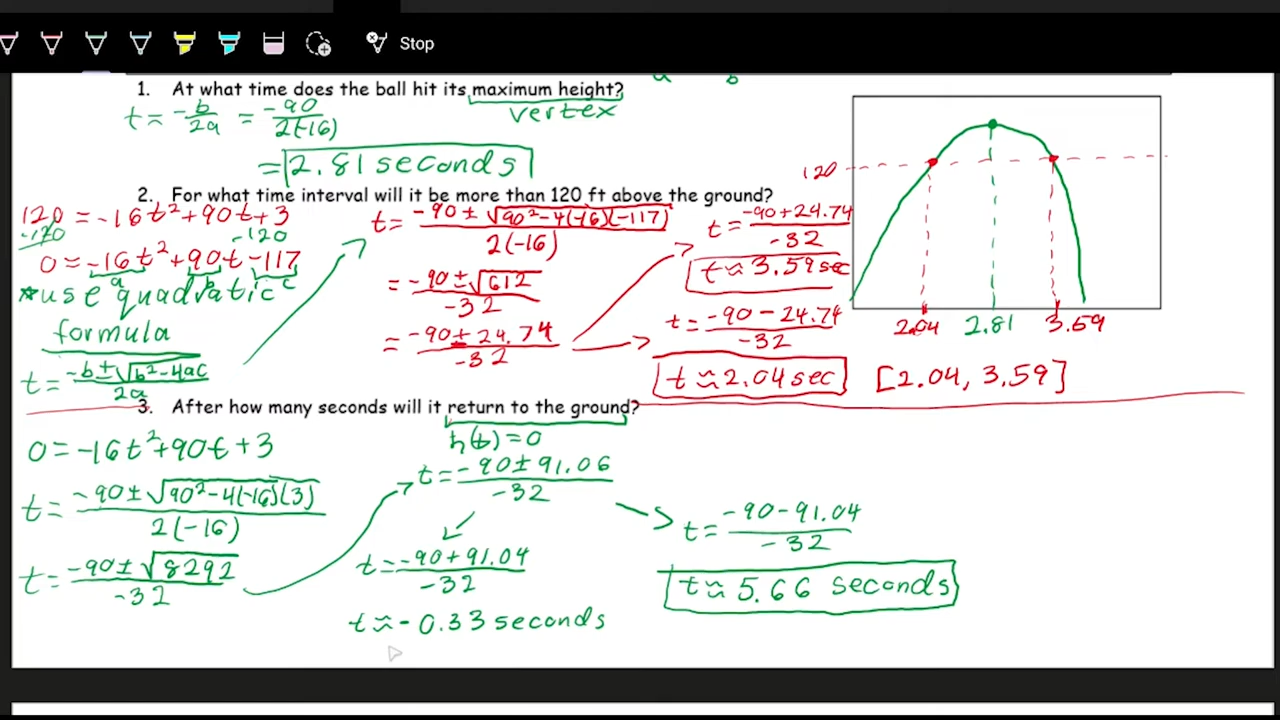 Stop
a b
1. At what time does the ball hit its maximum height?
vertex
t = -b/2a = -90/2(-16)
= 2.81 seconds
2. For what time interval will it be more than 120 ft above the ground?
120 = -16t² + 90t + 3
-120 -120
0 = -16t² + 90t - 117
a b c
*use quadratic
formula
t = -b ± √b² - 4ac / 2a
t = -90 ± √90² - 4(-16)(-117) / 2(-16)
= -90 ± √612 / -32
= -90 ± 24.74 / -32
t = -90 + 24.74 / -32
t ≈ 3.59 sec
t = -90 - 24.74 / -32
t ≈ 2.04 sec
[2.04, 3.59]
120
2.04 2.81 3.59
3. After how many seconds will it return to the ground?
h(t) = 0
0 = -16t² + 90t + 3
t = -90 ± √90² - 4(-16)(3) / 2(-16)
t = -90 ± √8292 / -32
t = -90 ± 91.06 / -32
t = -90 + 91.04 / -32
t ≈ -0.33 seconds
t = -90 - 91.04 / -32
t ≈ 5.66 seconds